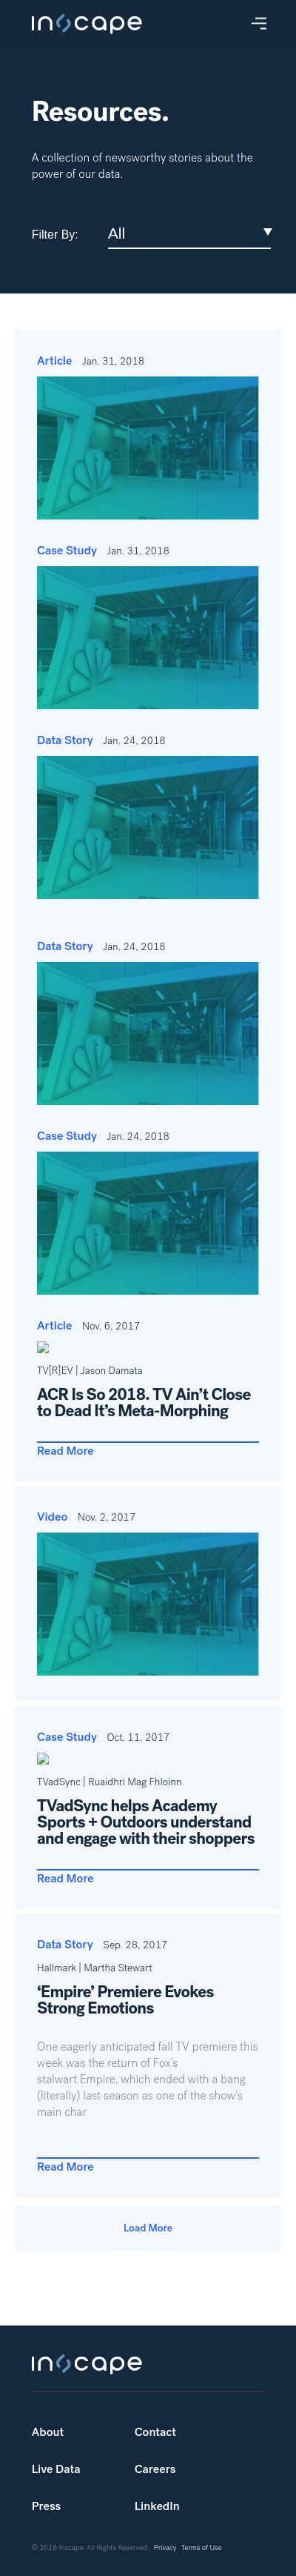 inscape
Resources.
A collection of newsworthy stories about the
power of our data.
Filter By:
All
Article Jan. 31, 2018
Case Study Jan. 31, 2018
Data Story Jan. 24, 2018
Data Story Jan. 24, 2018
Case Study Jan. 24, 2018
Article Nov. 6, 2017
TV[R]EV | Jason Damata
ACR Is So 2018. TV Ain’t Close
to Dead It’s Meta-Morphing
Read More
Video Nov. 2, 2017
Case Study Oct. 11, 2017
TVadSync | Ruaidhri Mag Fhloinn
TVadSync helps Academy
Sports + Outdoors understand
and engage with their shoppers
Read More
Data Story Sep. 28, 2017
Hallmark | Martha Stewart
‘Empire’ Premiere Evokes
Strong Emotions
One eagerly anticipated fall TV premiere this
week was the return of Fox’s
stalwart Empire, which ended with a bang
(literally) last season as one of the show’s
main char
Read More
Load More
inscape
About Contact
Live Data Careers
Press LinkedIn
© 2018 Inscape. All Rights Reserved. Privacy Terms of Use